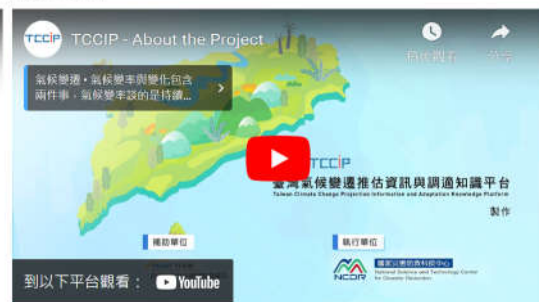 TCCIP TCCIP - About the Project
稍後觀看 分享
氣候變遷・氣候變率與變化包含
兩件事,氣候變率談的是持續...
TCCIP
臺灣氣候變遷推估資訊與調適知識平台
Taiwan Climate Change Projection Information and Adaptation Knowledge Platform
製作
補助單位
執行單位
NCDR 國家災害防救科技中心
National Science and Technology Center
for Disaster Reduction
到以下平台觀看: YouTube